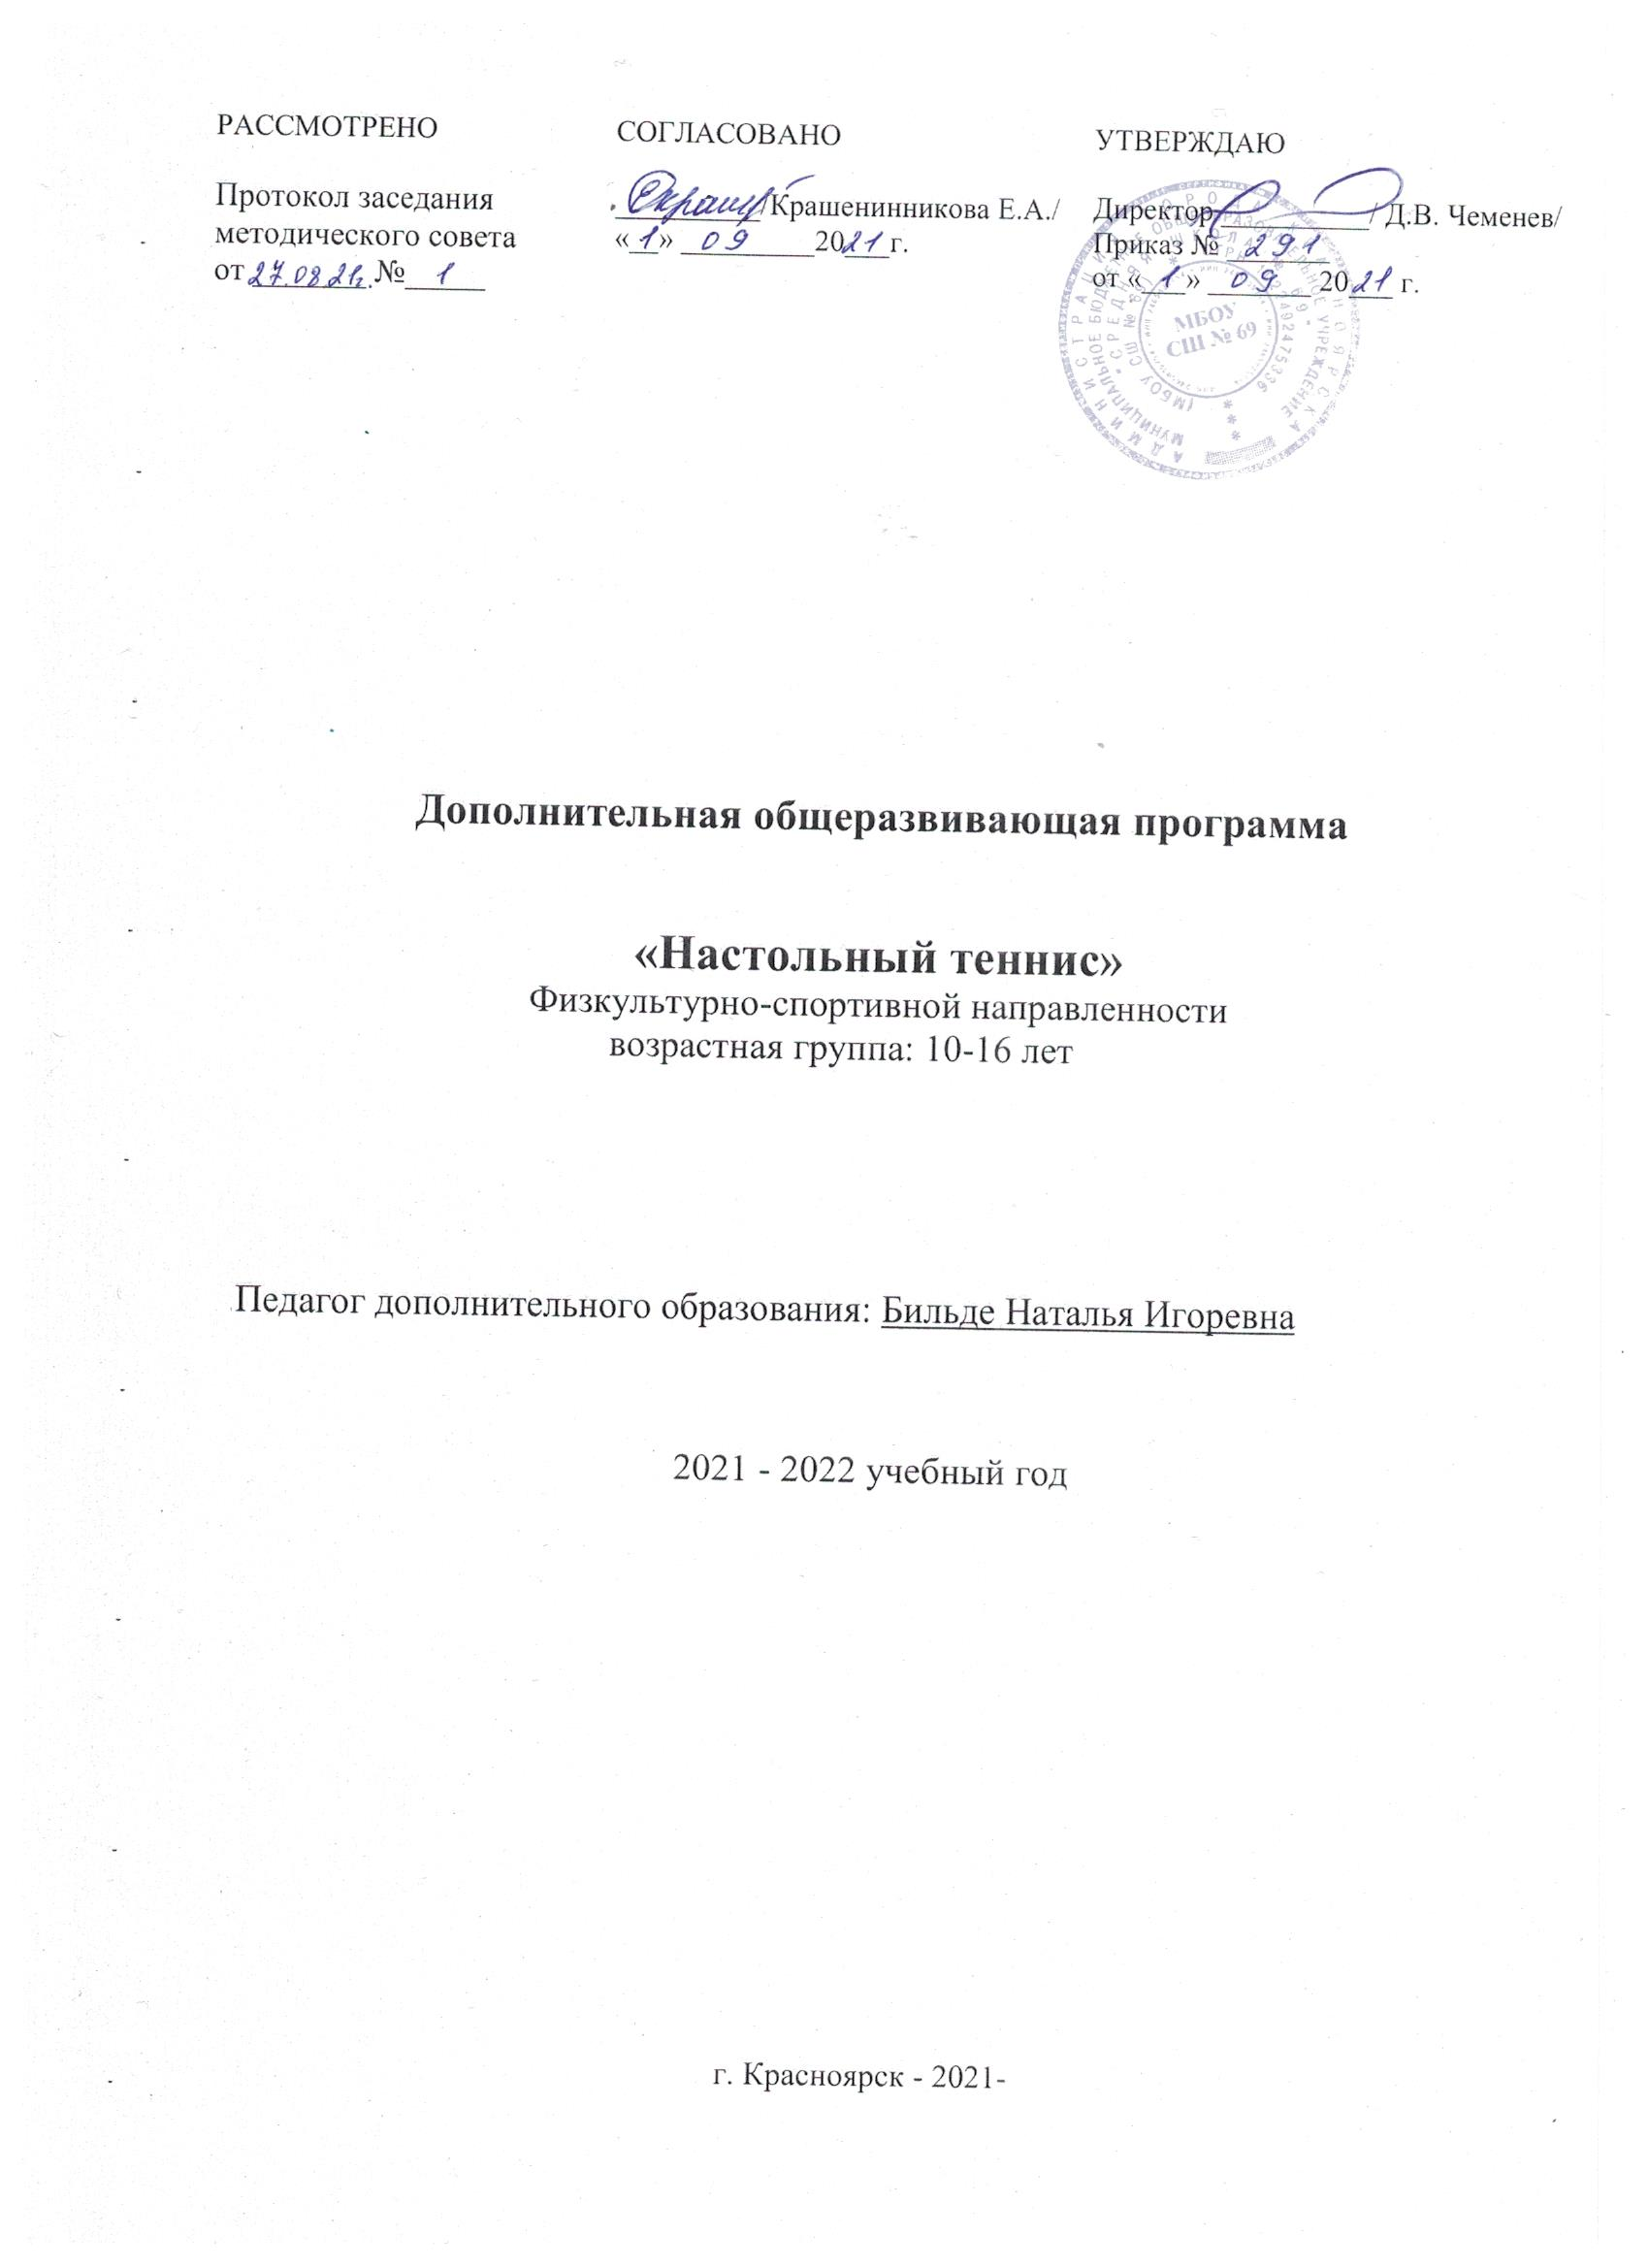 РАССМОТРЕНО
Протокол заседания
методического совета
от 27.08.21г. № 1
СОГЛАСОВАНО
/Крашенинникова Е.А./
«1» 09 2021 г.
УТВЕРЖДАЮ
Директор / Д.В. Чеменев/
Приказ № 291
от «1» 09 2021 г.
МБОУ
СШ № 69
Дополнительная общеразвивающая программа
«Настольный теннис»
Физкультурно-спортивной направленности
возрастная группа: 10-16 лет
Педагог дополнительного образования: Бильде Наталья Игоревна
2021 - 2022 учебный год
г. Красноярск - 2021-